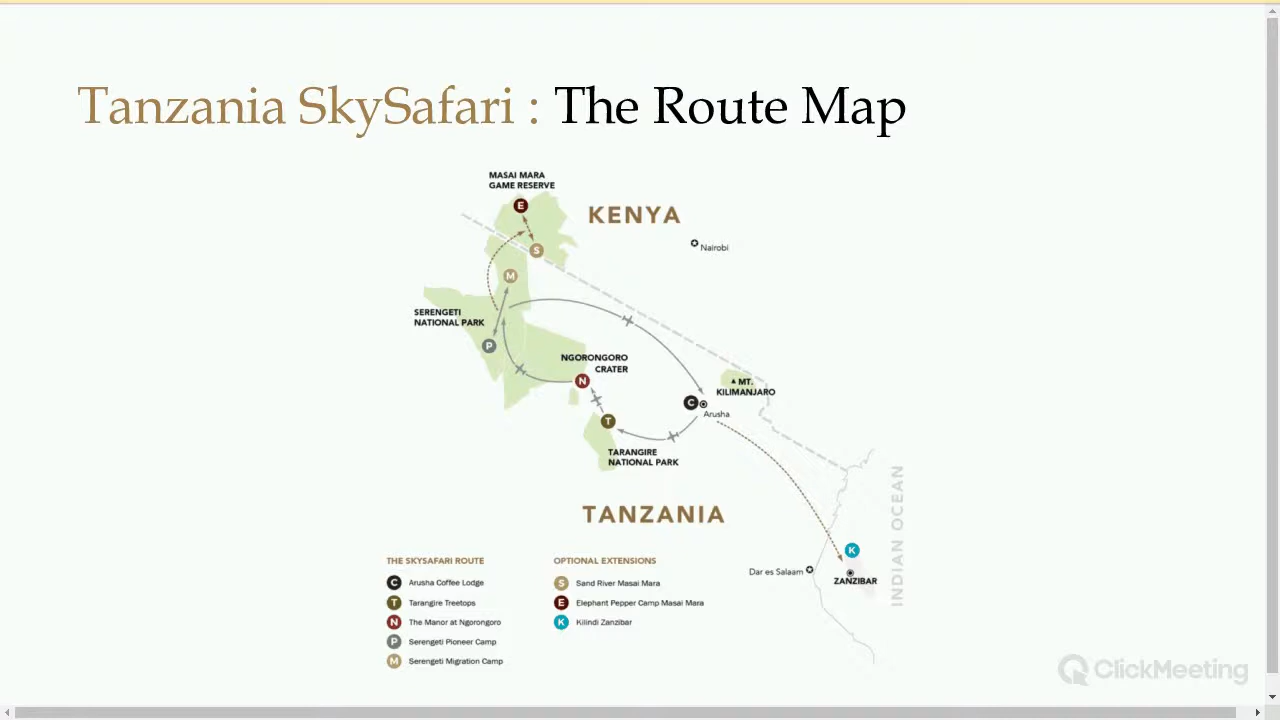 Tanzania SkySafari : The Route Map
MASAI MARA
GAME RESERVE
E
KENYA
Nairobi
S
M
SERENGETI
NATIONAL PARK
P
NGORONGORO
CRATER
N
MT.
KILIMANJARO
C
Arusha
T
TARANGIRE
NATIONAL PARK
TANZANIA
INDIAN OCEAN
K
Dar es Salaam
ZANZIBAR
THE SKYSAFARI ROUTE
C Arusha Coffee Lodge
T Tarangire Treetops
N The Manor at Ngorongoro
P Serengeti Pioneer Camp
M Serengeti Migration Camp
OPTIONAL EXTENSIONS
S Sand River Masai Mara
E Elephant Pepper Camp Masai Mara
K Kilindi Zanzibar
ClickMeeting